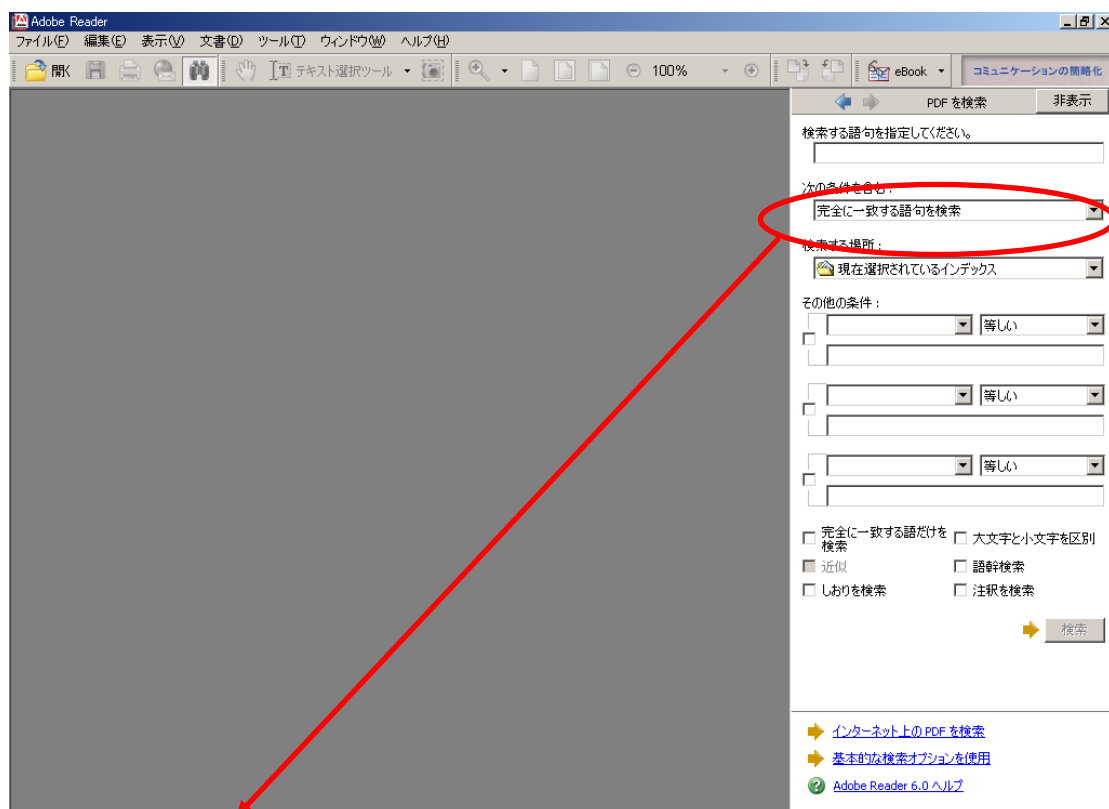 Adobe Reader
ファイル(F) 編集(E) 表示(V) 文書(D) ツール(T) ウィンドウ(W) ヘルプ(H)
開く テキスト選択ツール 100% eBook コミュニケーションの簡略化
PDF を検索 非表示
検索する語句を指定してください。
次の条件を含む:
完全に一致する語句を検索
検索する場所:
現在選択されているインデックス
その他の条件:
等しい
等しい
等しい
完全に一致する語だけを 大文字と小文字を区別
検索
近似 語幹検索
しおりを検索 注釈を検索
検索
インターネット上の PDF を検索
基本的な検索オプションを使用
Adobe Reader 6.0 ヘルプ